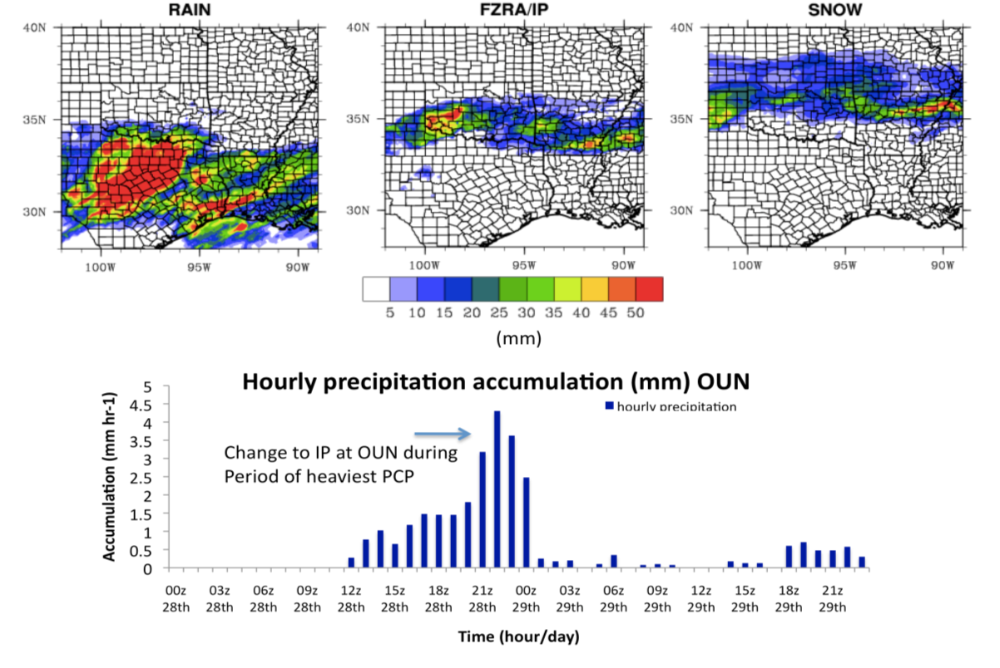 RAIN FZRA/IP SNOW
40N 40N 40N
35N 35N 35N
30N 30N 30N
100W 95W 90W 100W 95W 90W 100W 95W 90W
5 10 15 20 25 30 35 40 45 50
(mm)
Hourly precipitation accumulation (mm) OUN
hourly precipitation
Change to IP at OUN during
Period of heaviest PCP
Accumulation (mm hr-1)
5
4.5
4
3.5
3
2.5
2
1.5
1
0.5
0
00z 03z 06z 09z 12z 15z 18z 21z 00z 03z 06z 09z 12z 15z 18z 21z
28th 28th 28th 28th 28th 28th 28th 28th 29th 29th 29th 29th 29th 29th 29th 29th
Time (hour/day)